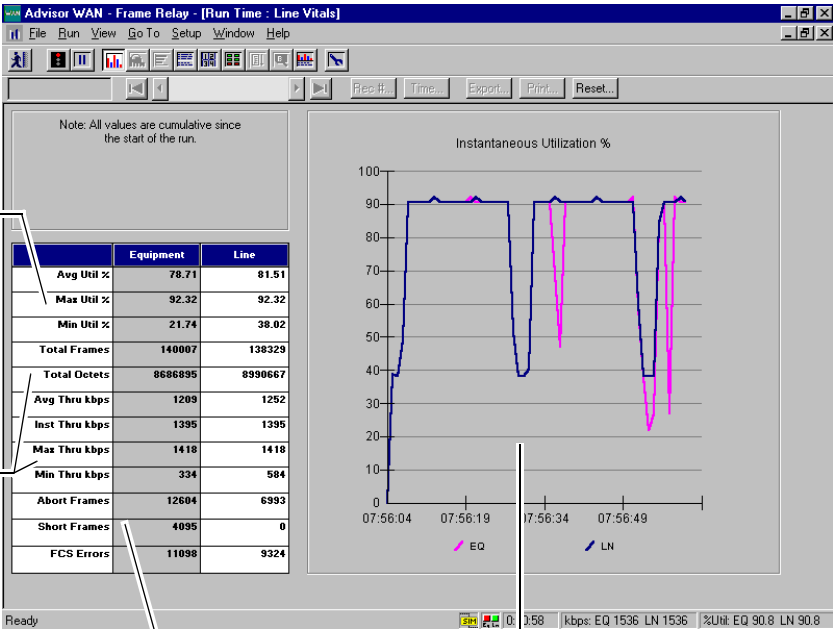 Advisor WAN - Frame Relay - [Run Time : Line Vitals]
File Run View Go To Setup Window Help
Rec #... Time... Export... Print... Reset...
Note: All values are cumulative since
the start of the run.
Equipment Line
Avg Util % 78.71 81.51
Max Util % 92.32 92.32
Min Util % 21.74 38.02
Total Frames 140007 138329
Total Octets 8686895 8990667
Avg Thru kbps 1209 1252
Inst Thru kbps 1395 1395
Max Thru kbps 1418 1418
Min Thru kbps 334 584
Abort Frames 12604 6993
Short Frames 4095 0
FCS Errors 11098 9324
Instantaneous Utilization %
100
90
80
70
60
50
40
30
20
10
0
07:56:04 07:56:19 07:56:34 07:56:49
EQ LN
Ready SIM Eq Ln kbps: EQ 1536 LN 1536 %Util: EQ 90.8 LN 90.8